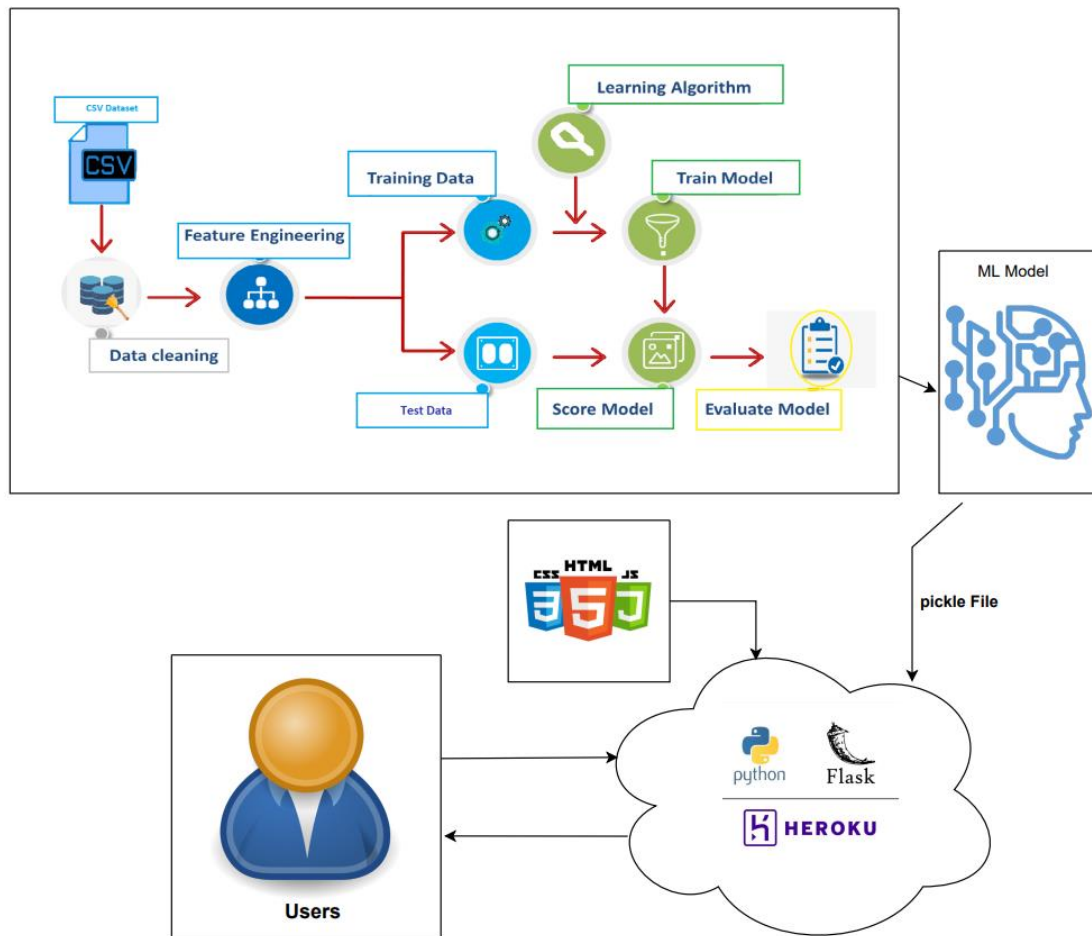 Learning Algorithm
CSV Dataset
CSV
Training Data
Train Model
Feature Engineering
ML Model
Data cleaning
Test Data
Score Model
Evaluate Model
CSS HTML JS
3 5 J
pickle File
python
Flask
HEROKU
Users